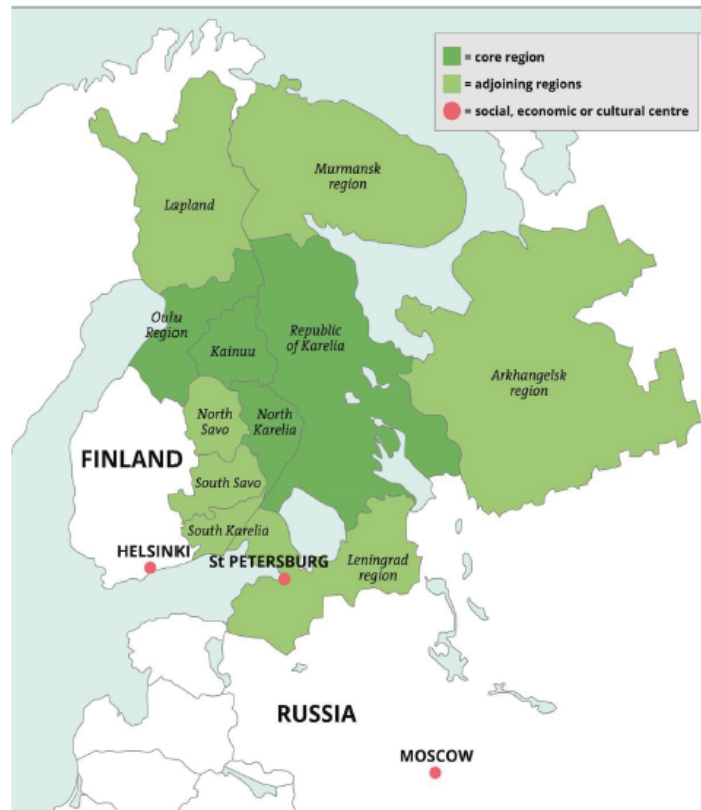 = core region
= adjoining regions
= social, economic or cultural centre
Murmansk
region
Lapland
Oulu
Region
Republic
of Karelia
Kainuu
Arkhangelsk
region
North
Savo
North
Karelia
FINLAND
South Savo
South Karelia
HELSINKI
St PETERSBURG
Leningrad
region
RUSSIA
MOSCOW